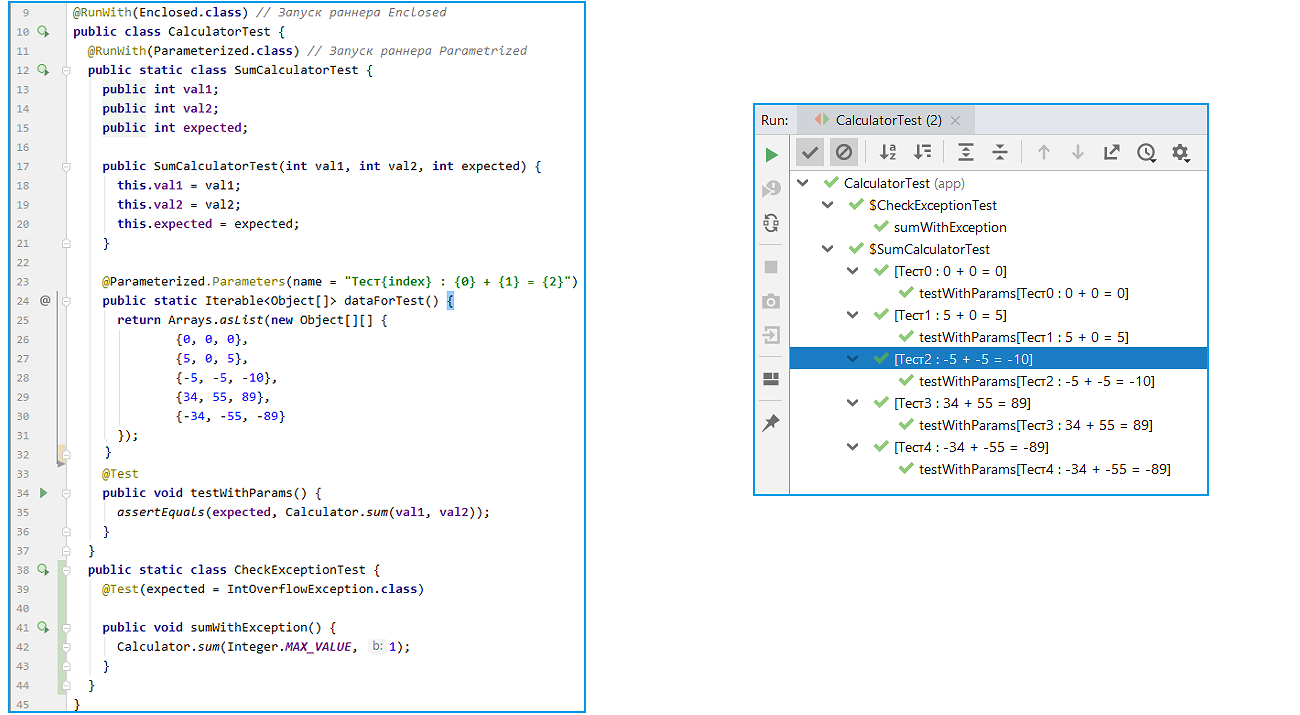 9 @RunWith(Enclosed.class) // Запуск раннера Enclosed
10 public class CalculatorTest {
11 @RunWith(Parameterized.class) // Запуск раннера Parametrized
12 public static class SumCalculatorTest {
13 public int val1;
14 public int val2;
15 public int expected;
16
17 public SumCalculatorTest(int val1, int val2, int expected) {
18 this.val1 = val1;
19 this.val2 = val2;
20 this.expected = expected;
21 }
22
23 @Parameterized.Parameters(name = "Тест{index} : {0} + {1} = {2}")
24 @ public static Iterable<Object[]> dataForTest() {
25 return Arrays.asList(new Object[][] {
26 {0, 0, 0},
27 {5, 0, 5},
28 {-5, -5, -10},
29 {34, 55, 89},
30 {-34, -55, -89}
31 });
32 }
33 @Test
34 public void testWithParams() {
35 assertEquals(expected, Calculator.sum(val1, val2));
36 }
37 }
38 public static class CheckExceptionTest {
39 @Test(expected = IntOverflowException.class)
40
41 public void sumWithException() {
42 Calculator.sum(Integer.MAX_VALUE, b: 1);
43 }
44 }
45 }
Run: CalculatorTest (2)
CalculatorTest (app)
$CheckExceptionTest
sumWithException
$SumCalculatorTest
[Тест0 : 0 + 0 = 0]
testWithParams[Тест0 : 0 + 0 = 0]
[Тест1 : 5 + 0 = 5]
testWithParams[Тест1 : 5 + 0 = 5]
[Тест2 : -5 + -5 = -10]
testWithParams[Тест2 : -5 + -5 = -10]
[Тест3 : 34 + 55 = 89]
testWithParams[Тест3 : 34 + 55 = 89]
[Тест4 : -34 + -55 = -89]
testWithParams[Тест4 : -34 + -55 = -89]